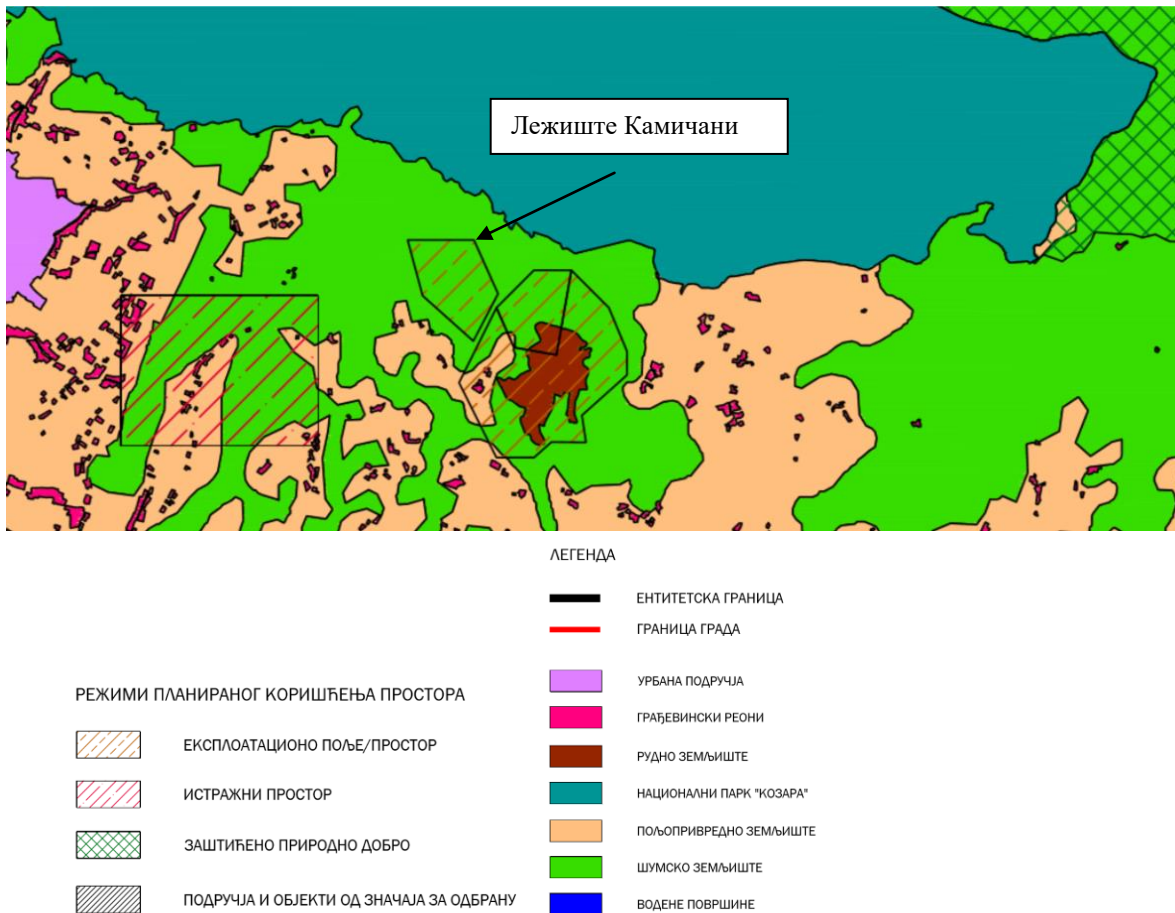 Лежиште Камичани
ЛЕГЕНДА
ЕНТИТЕТСКА ГРАНИЦА
ГРАНИЦА ГРАДА
РЕЖИМИ ПЛАНИРАНОГ КОРИШЋЕЊА ПРОСТОРА
ЕКСПЛОАТАЦИОНО ПОЉЕ/ПРОСТОР
ИСТРАЖНИ ПРОСТОР
ЗАШТИЋЕНО ПРИРОДНО ДОБРО
ПОДРУЧЈА И ОБЈЕКТИ ОД ЗНАЧАЈА ЗА ОДБРАНУ
УРБАНА ПОДРУЧЈА
ГРАЂЕВИНСКИ РЕОНИ
РУДНО ЗЕМЉИШТЕ
НАЦИОНАЛНИ ПАРК "КОЗАРА"
ПОЉОПРИВРЕДНО ЗЕМЉИШТЕ
ШУМСКО ЗЕМЉИШТЕ
ВОДЕНЕ ПОВРШИНЕ